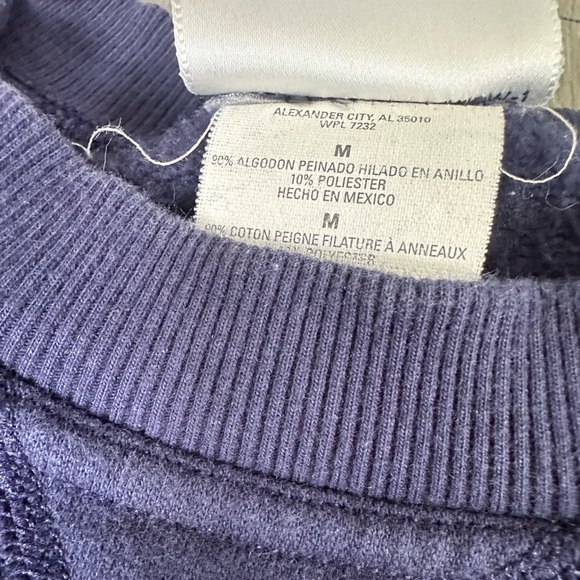 ALEXANDER CITY, AL 35010
WPL 7232
M
90% ALGODON PEINADO HILADO EN ANILLO
10% POLIESTER
HECHO EN MEXICO
M
90% COTON PEIGNE FILATURE À ANNEAUX
POLYESTER